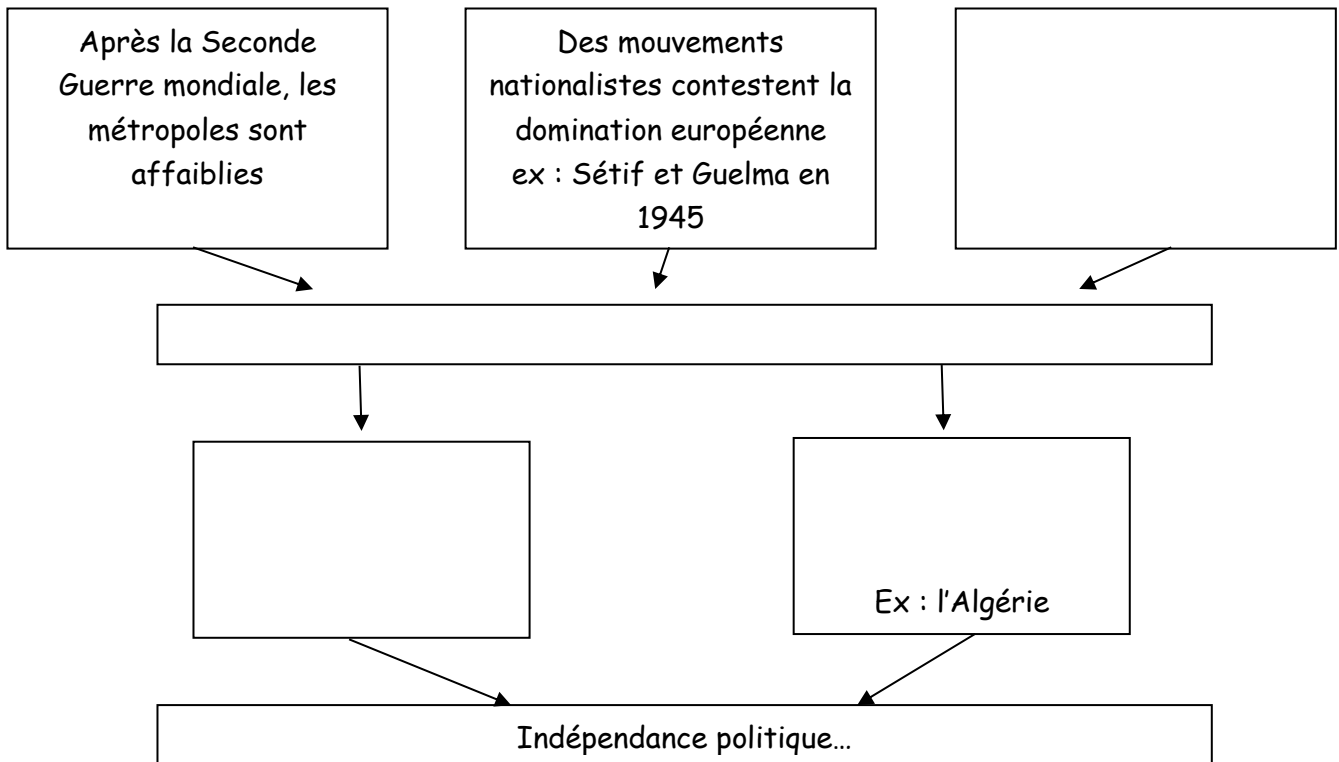 Après la Seconde
Guerre mondiale, les
métropoles sont
affaiblies
Des mouvements
nationalistes contestent la
domination européenne
ex : Sétif et Guelma en
1945
Ex : l'Algérie
Indépendance politique…